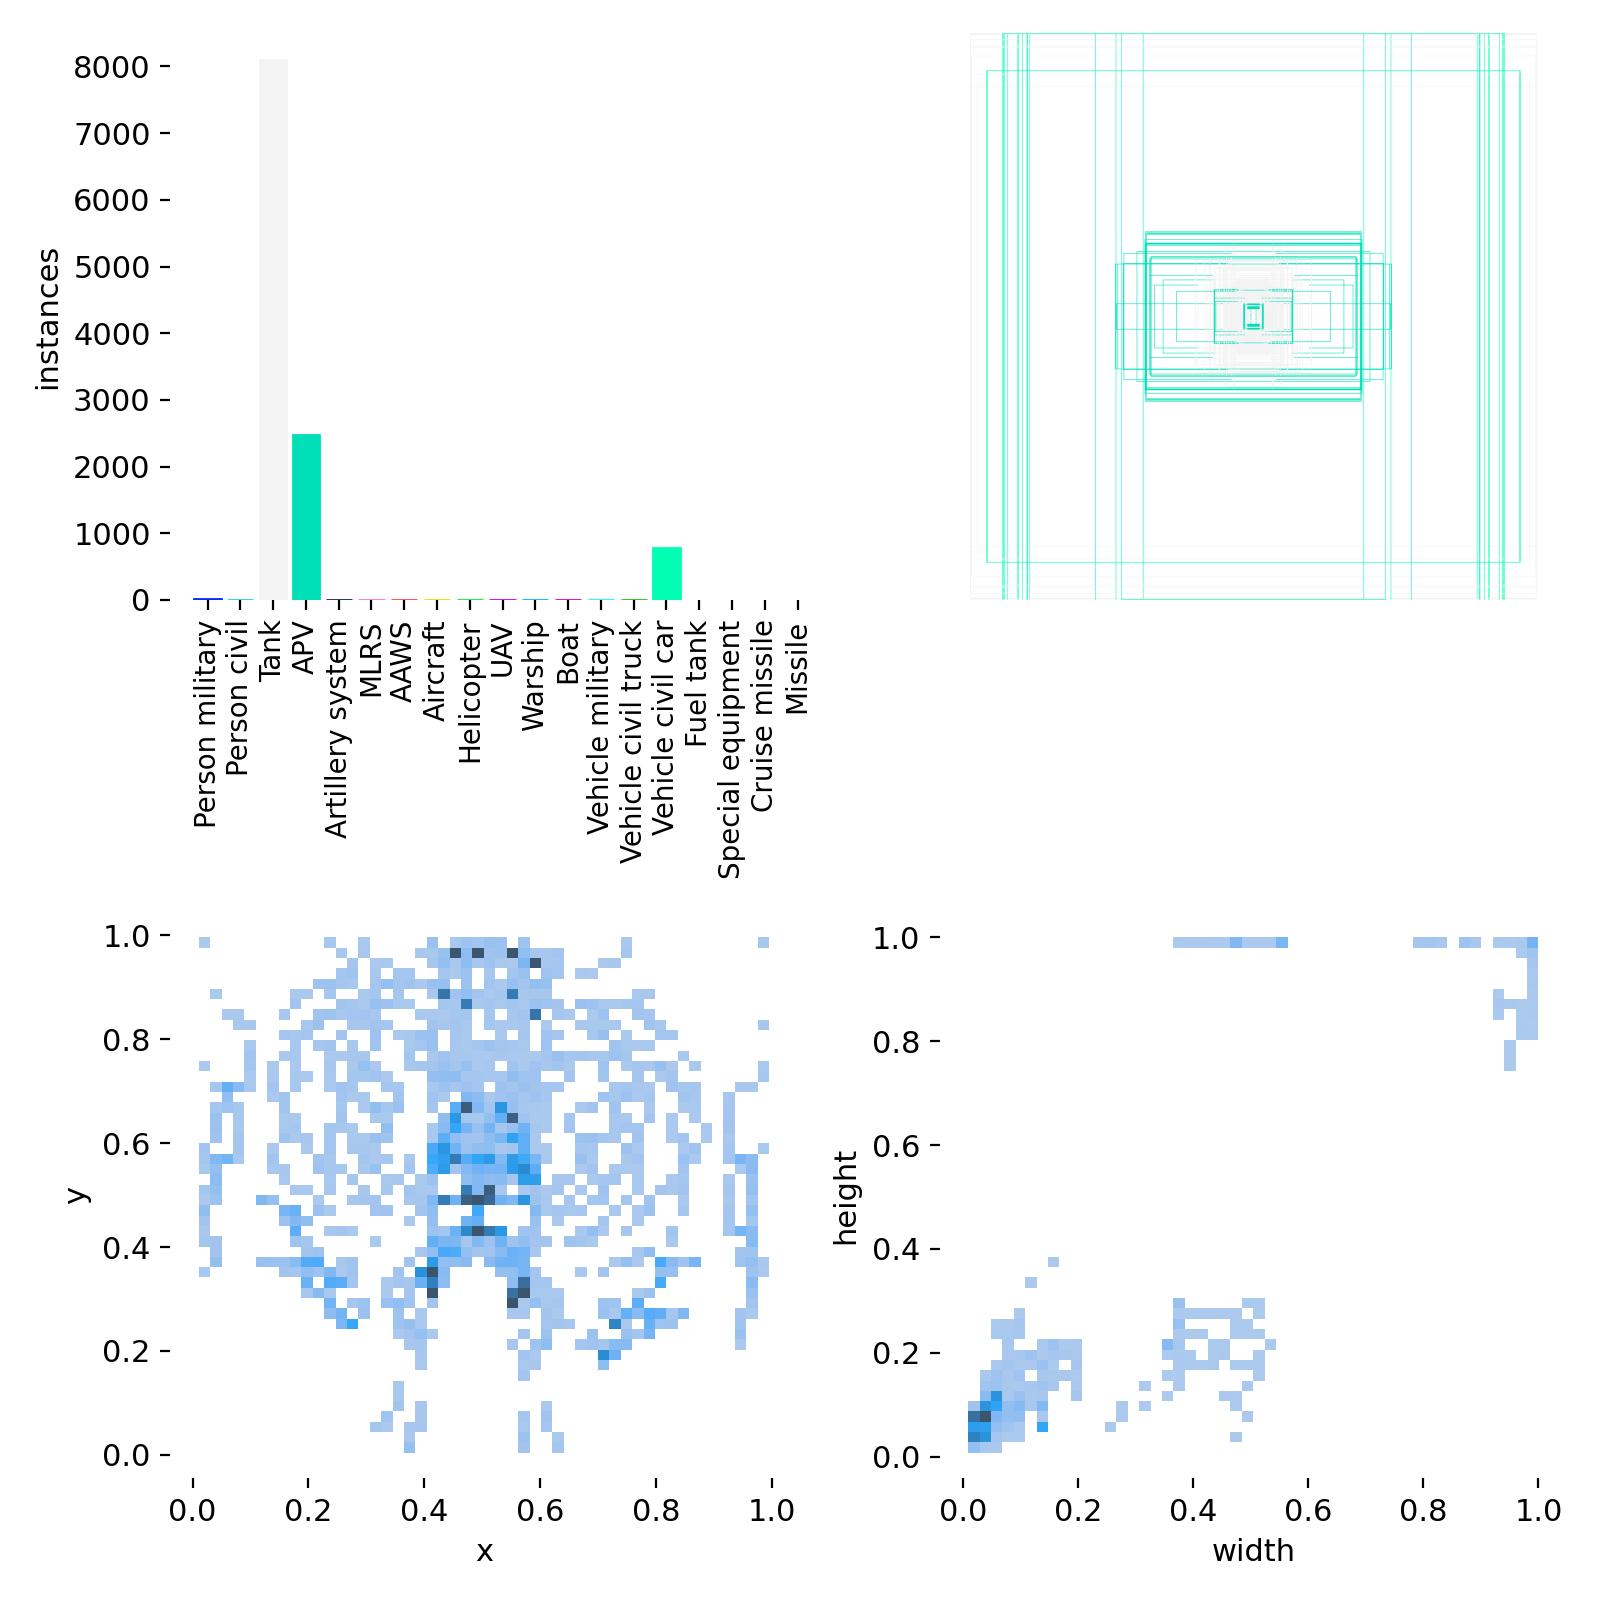 8000
7000
6000
5000
4000
3000
2000
1000
0
instances
Person military
Person civil
Tank
APV
Artillery system
MLRS
AAWS
Aircraft
Helicopter
UAV
Warship
Boat
Vehicle military
Vehicle civil truck
Vehicle civil car
Fuel tank
Special equipment
Cruise missile
Missile
1.0
0.8
0.6
0.4
0.2
0.0
y
0.0 0.2 0.4 0.6 0.8 1.0
x
1.0
0.8
0.6
0.4
0.2
0.0
height
0.0 0.2 0.4 0.6 0.8 1.0
width